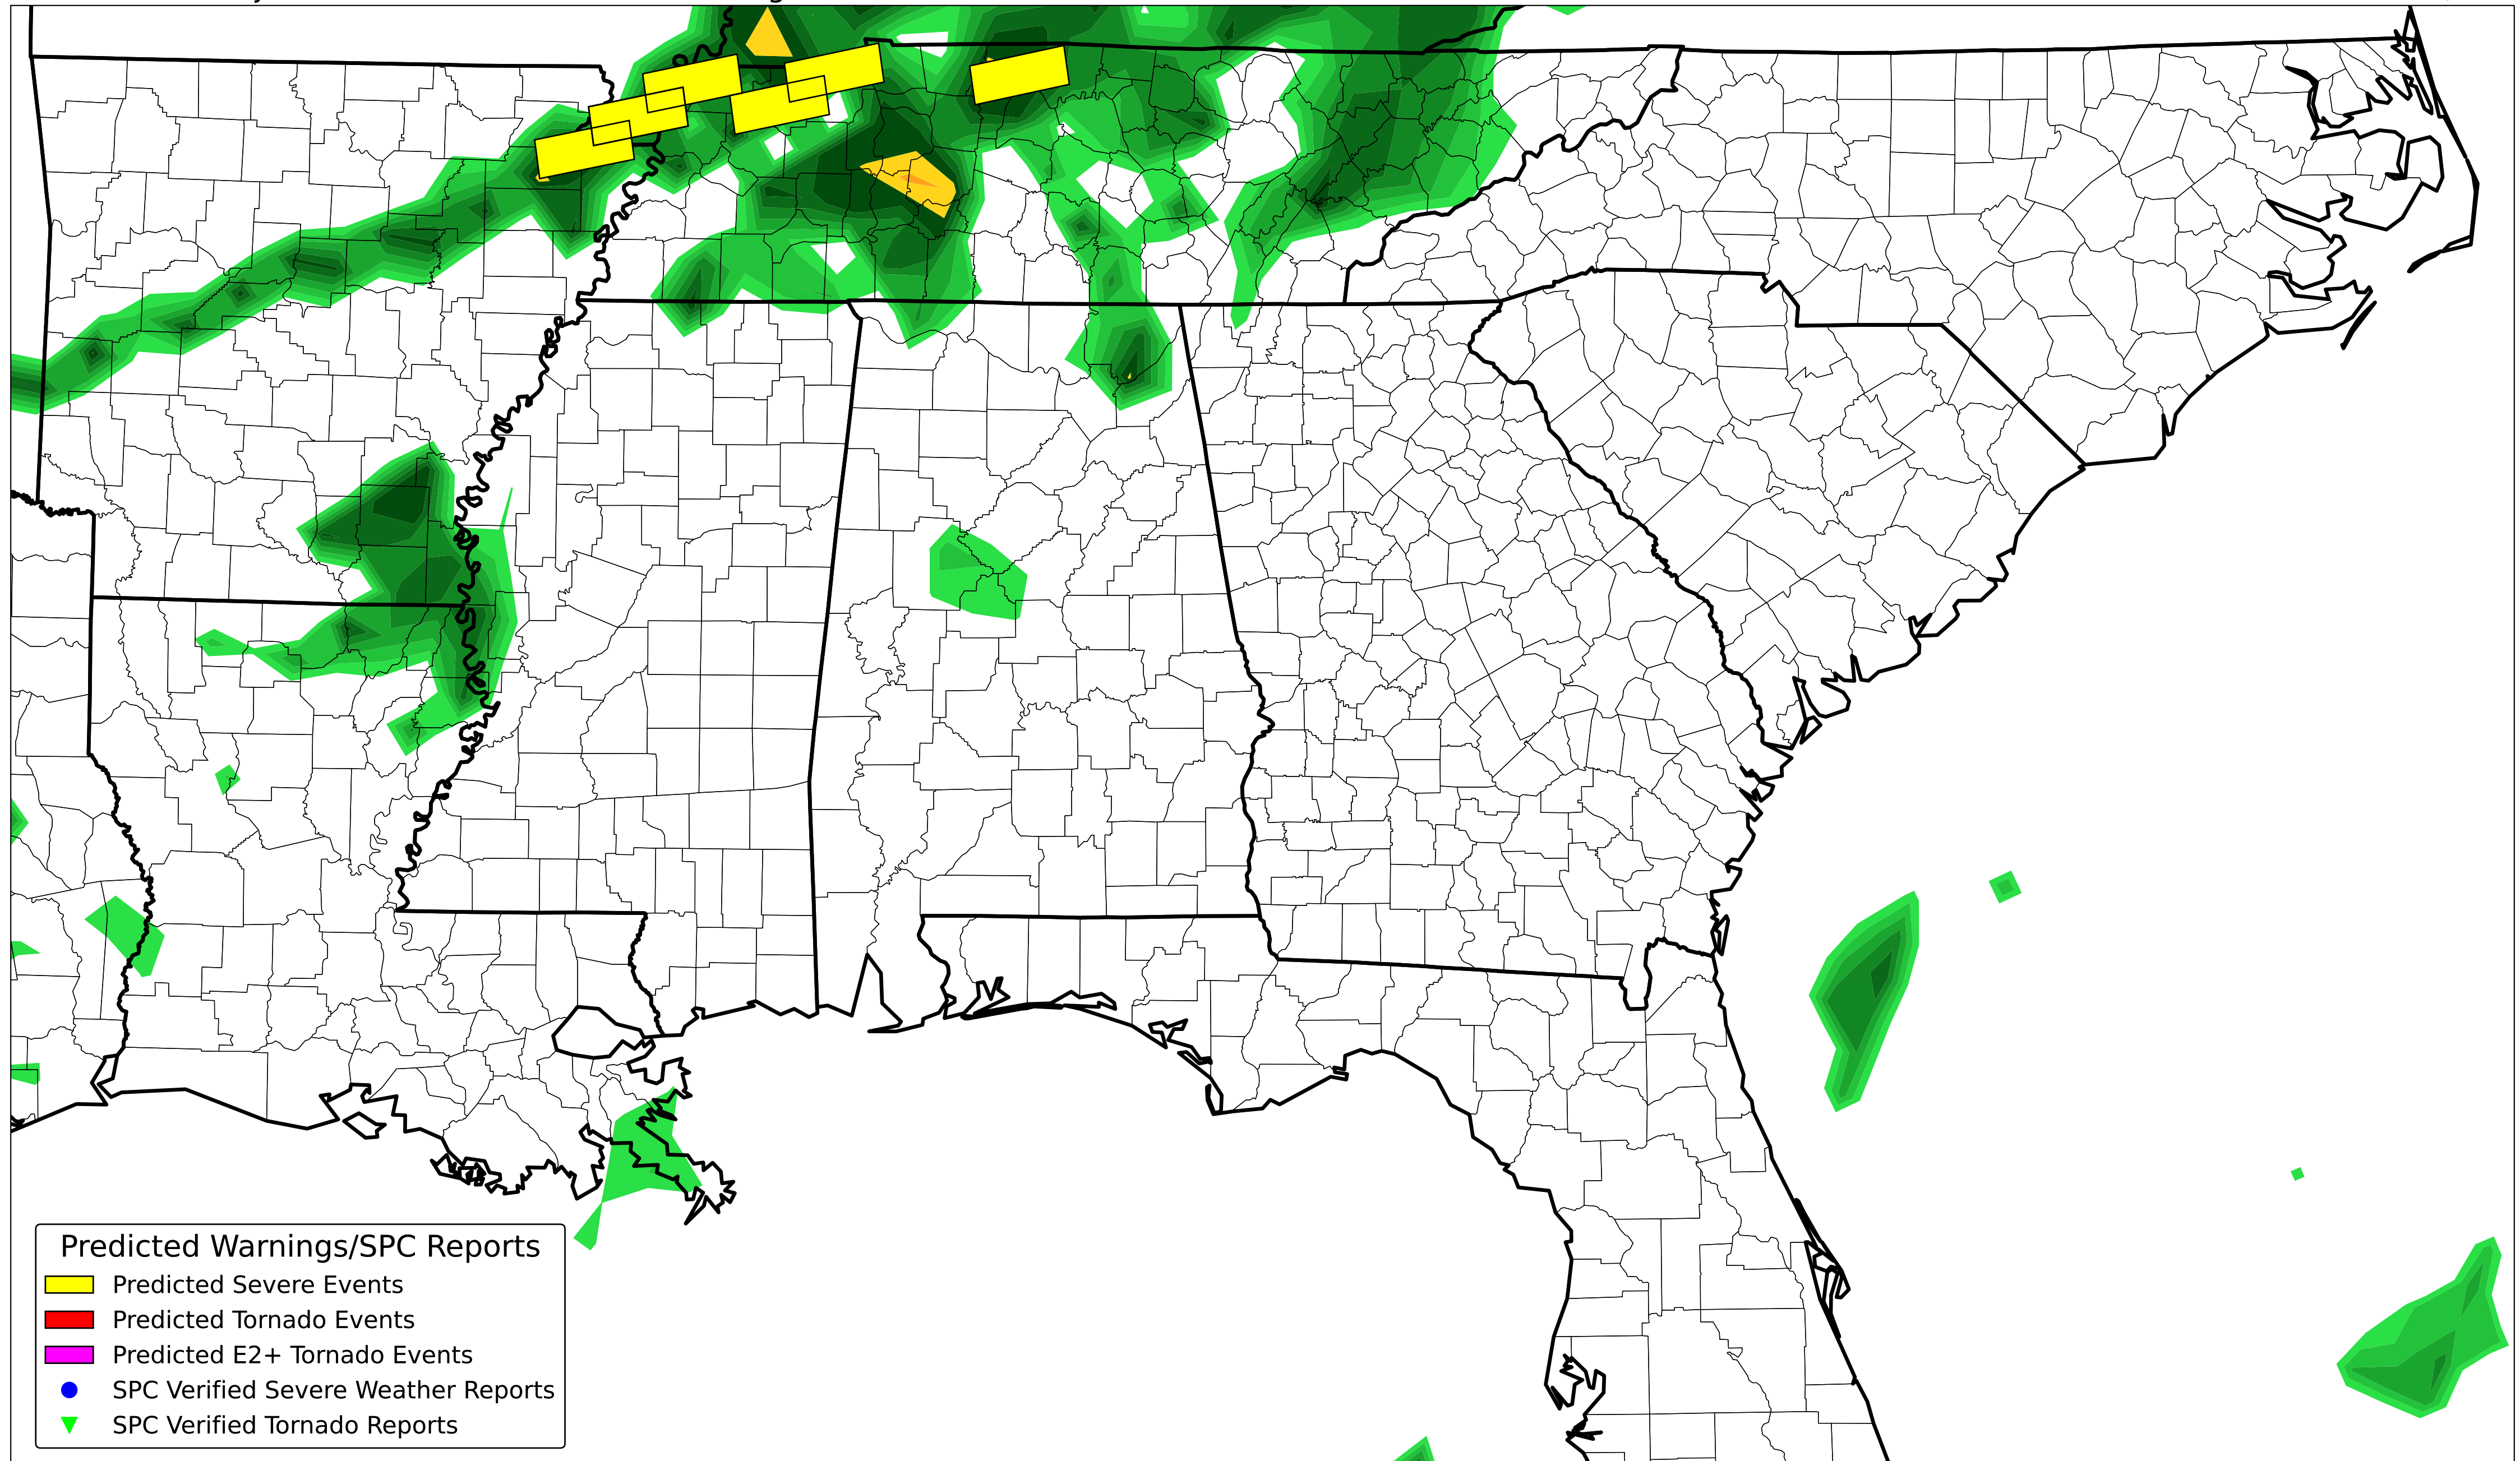 Predicted Warnings/SPC Reports
Predicted Severe Events
Predicted Tornado Events
Predicted E2+ Tornado Events
SPC Verified Severe Weather Reports
SPC Verified Tornado Reports